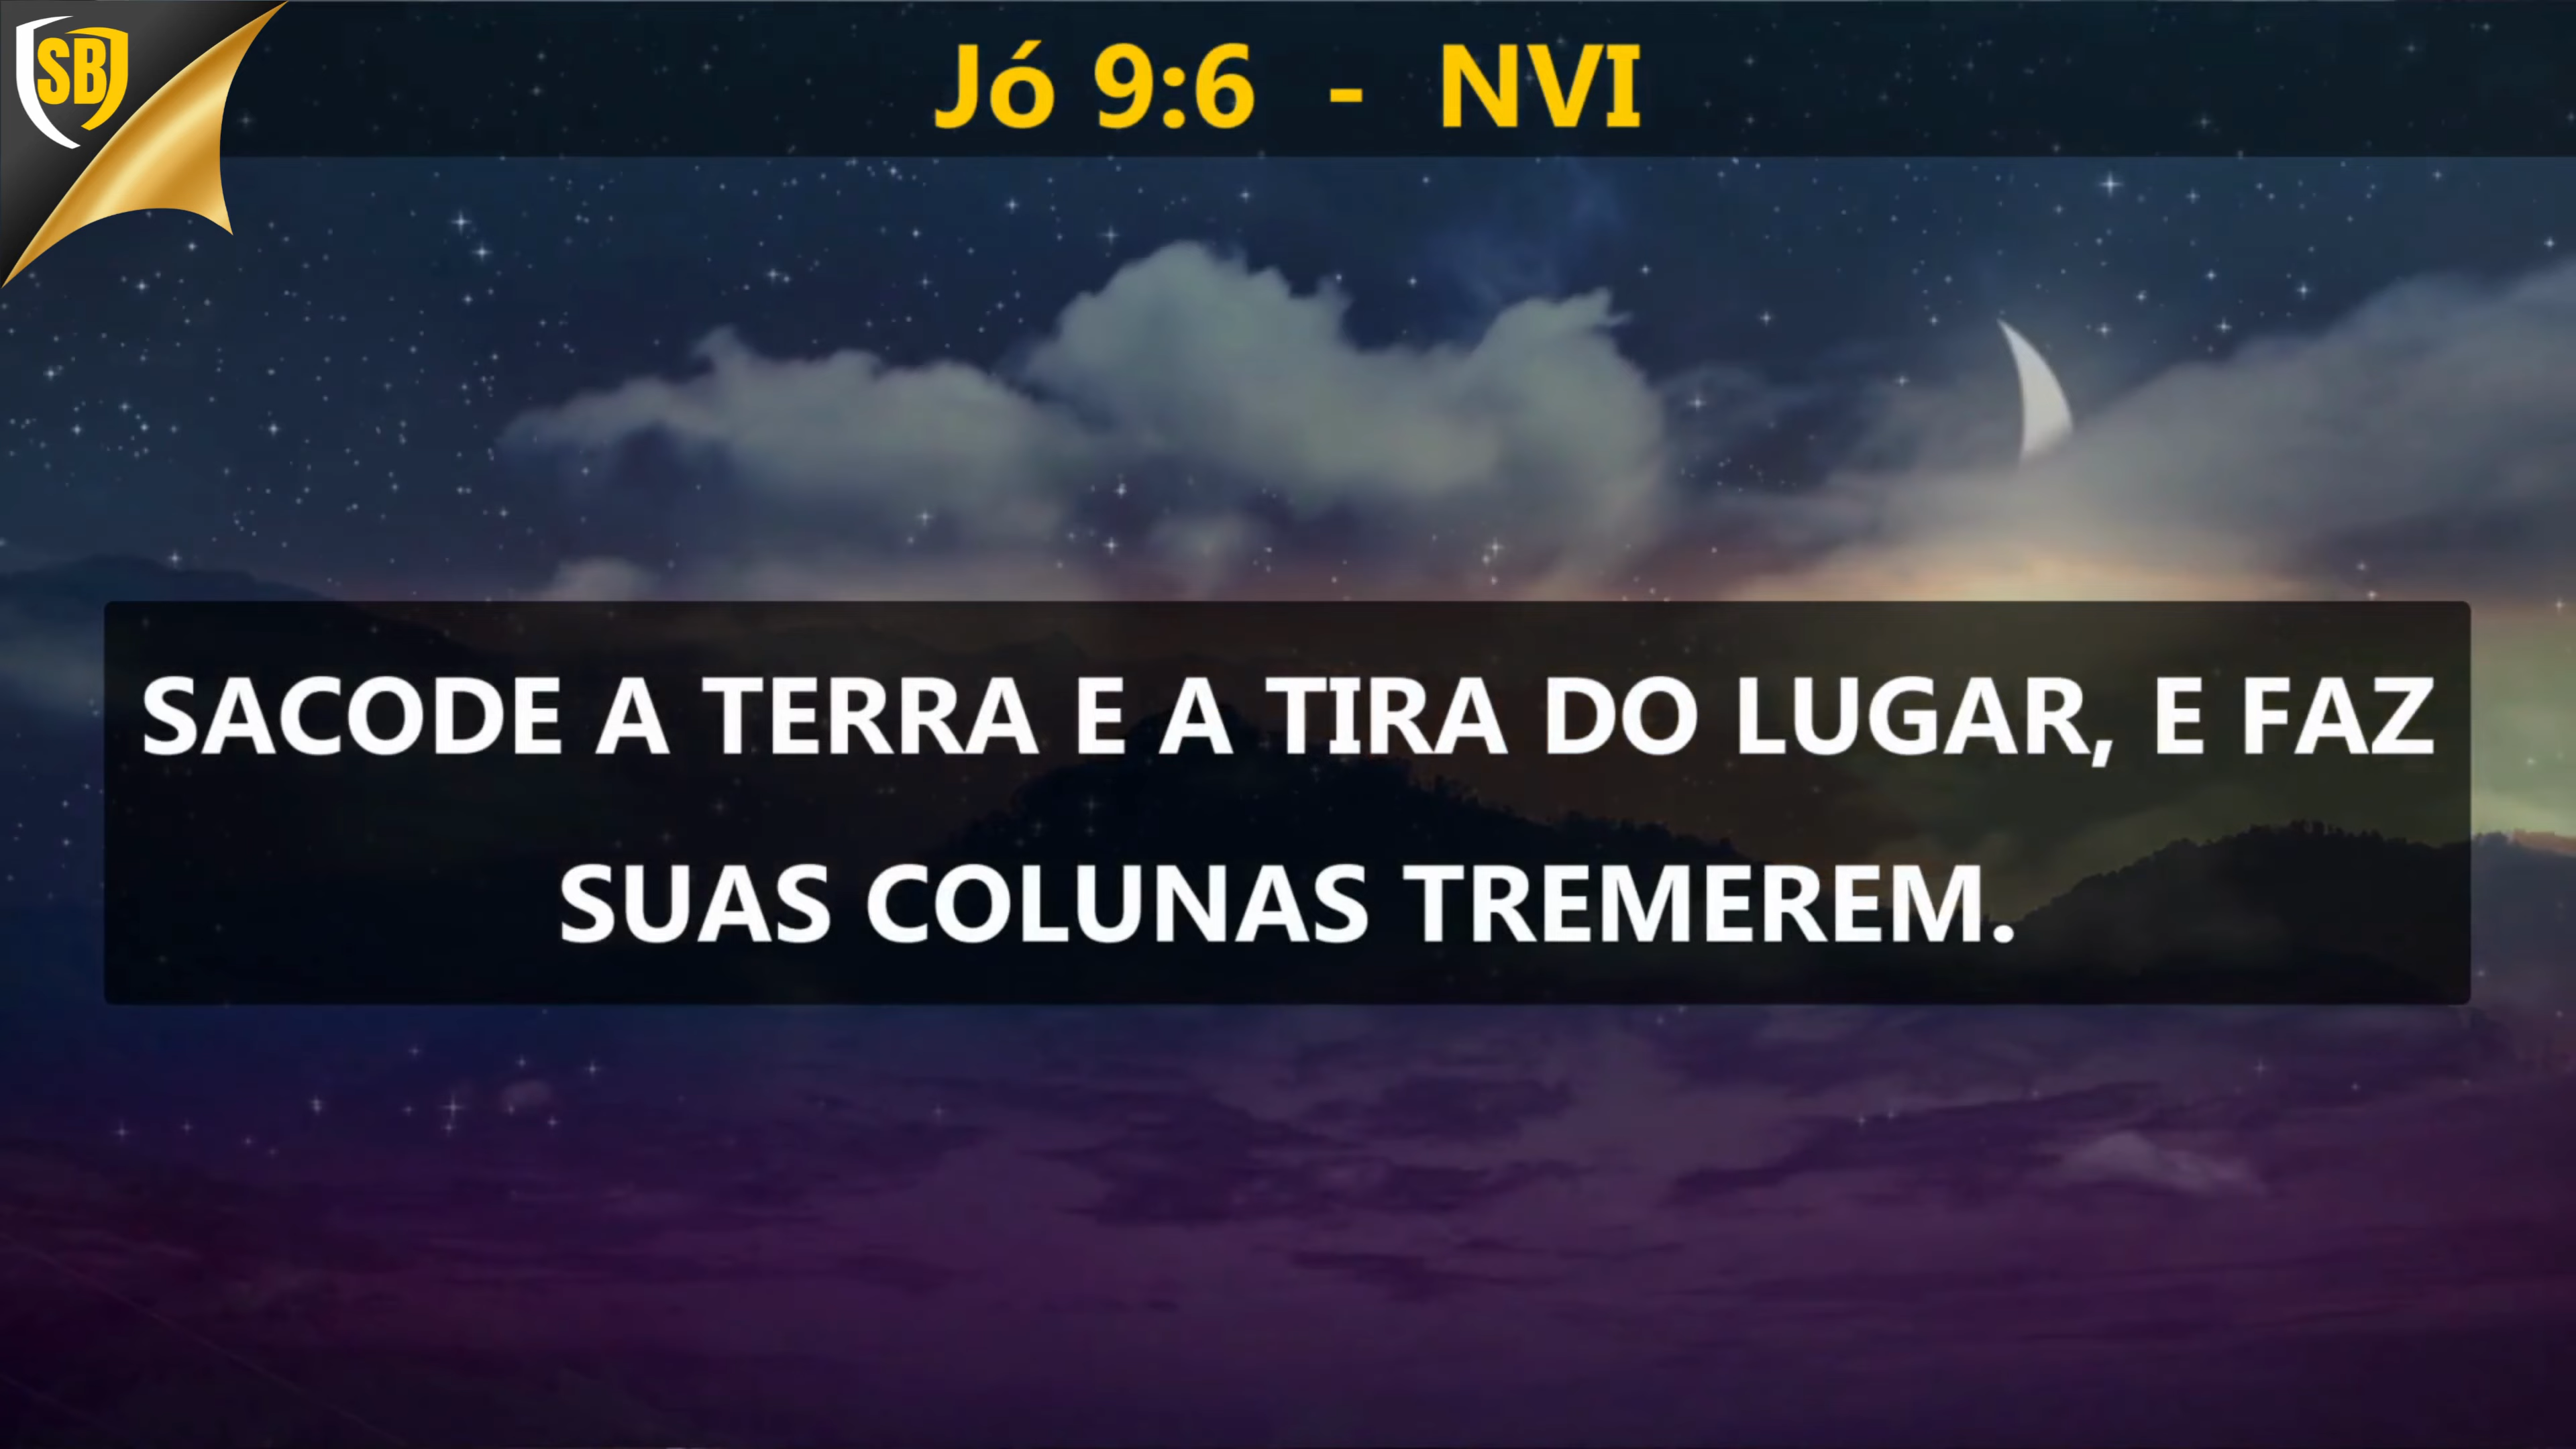 SB
Jó 9:6 - NVI
SACODE A TERRA E A TIRA DO LUGAR, E FAZ
SUAS COLUNAS TREMEREM.